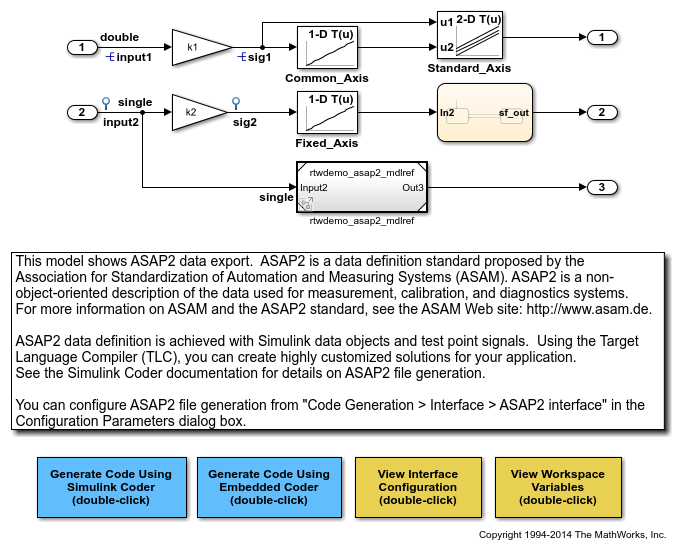 double
1
input1
k1
sig1
1-D T(u)
Common_Axis
u1
u2
2-D T(u)
Standard_Axis
1
2
single
input2
k2
sig2
1-D T(u)
Fixed_Axis
In2
sf_out
2
single
rtwdemo_asap2_mdlref
Input2
Out3
rtwdemo_asap2_mdlref
3
This model shows ASAP2 data export. ASAP2 is a data definition standard proposed by the
Association for Standardization of Automation and Measuring Systems (ASAM). ASAP2 is a non-
object-oriented description of the data used for measurement, calibration, and diagnostics systems.
For more information on ASAM and the ASAP2 standard, see the ASAM Web site: http://www.asam.de.
ASAP2 data definition is achieved with Simulink data objects and test point signals. Using the Target
Language Compiler (TLC), you can create highly customized solutions for your application.
See the Simulink Coder documentation for details on ASAP2 file generation.
You can configure ASAP2 file generation from "Code Generation > Interface > ASAP2 interface" in the
Configuration Parameters dialog box.
Generate Code Using
Simulink Coder
(double-click)
Generate Code Using
Embedded Coder
(double-click)
View Interface
Configuration
(double-click)
View Workspace
Variables
(double-click)
Copyright 1994-2014 The MathWorks, Inc.